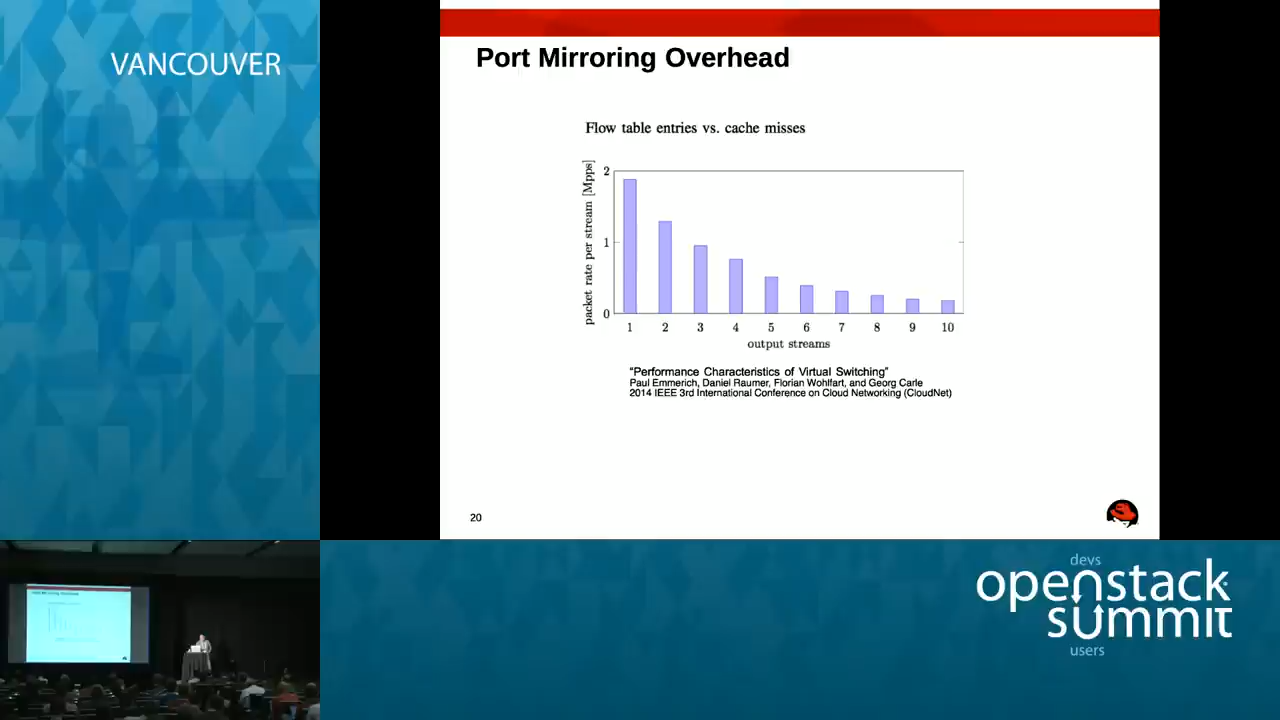 VANCOUVER
Port Mirroring Overhead
Flow table entries vs. cache misses
packet rate per stream [Mpps]
2
1
0
1 2 3 4 5 6 7 8 9 10
output streams
"Performance Characteristics of Virtual Switching"
Paul Emmerich, Daniel Raumer, Florian Wohlfart, and Georg Carle
2014 IEEE 3rd International Conference on Cloud Networking (CloudNet)
20
Port Mirroring Overhead
devs
openstack
summit
users